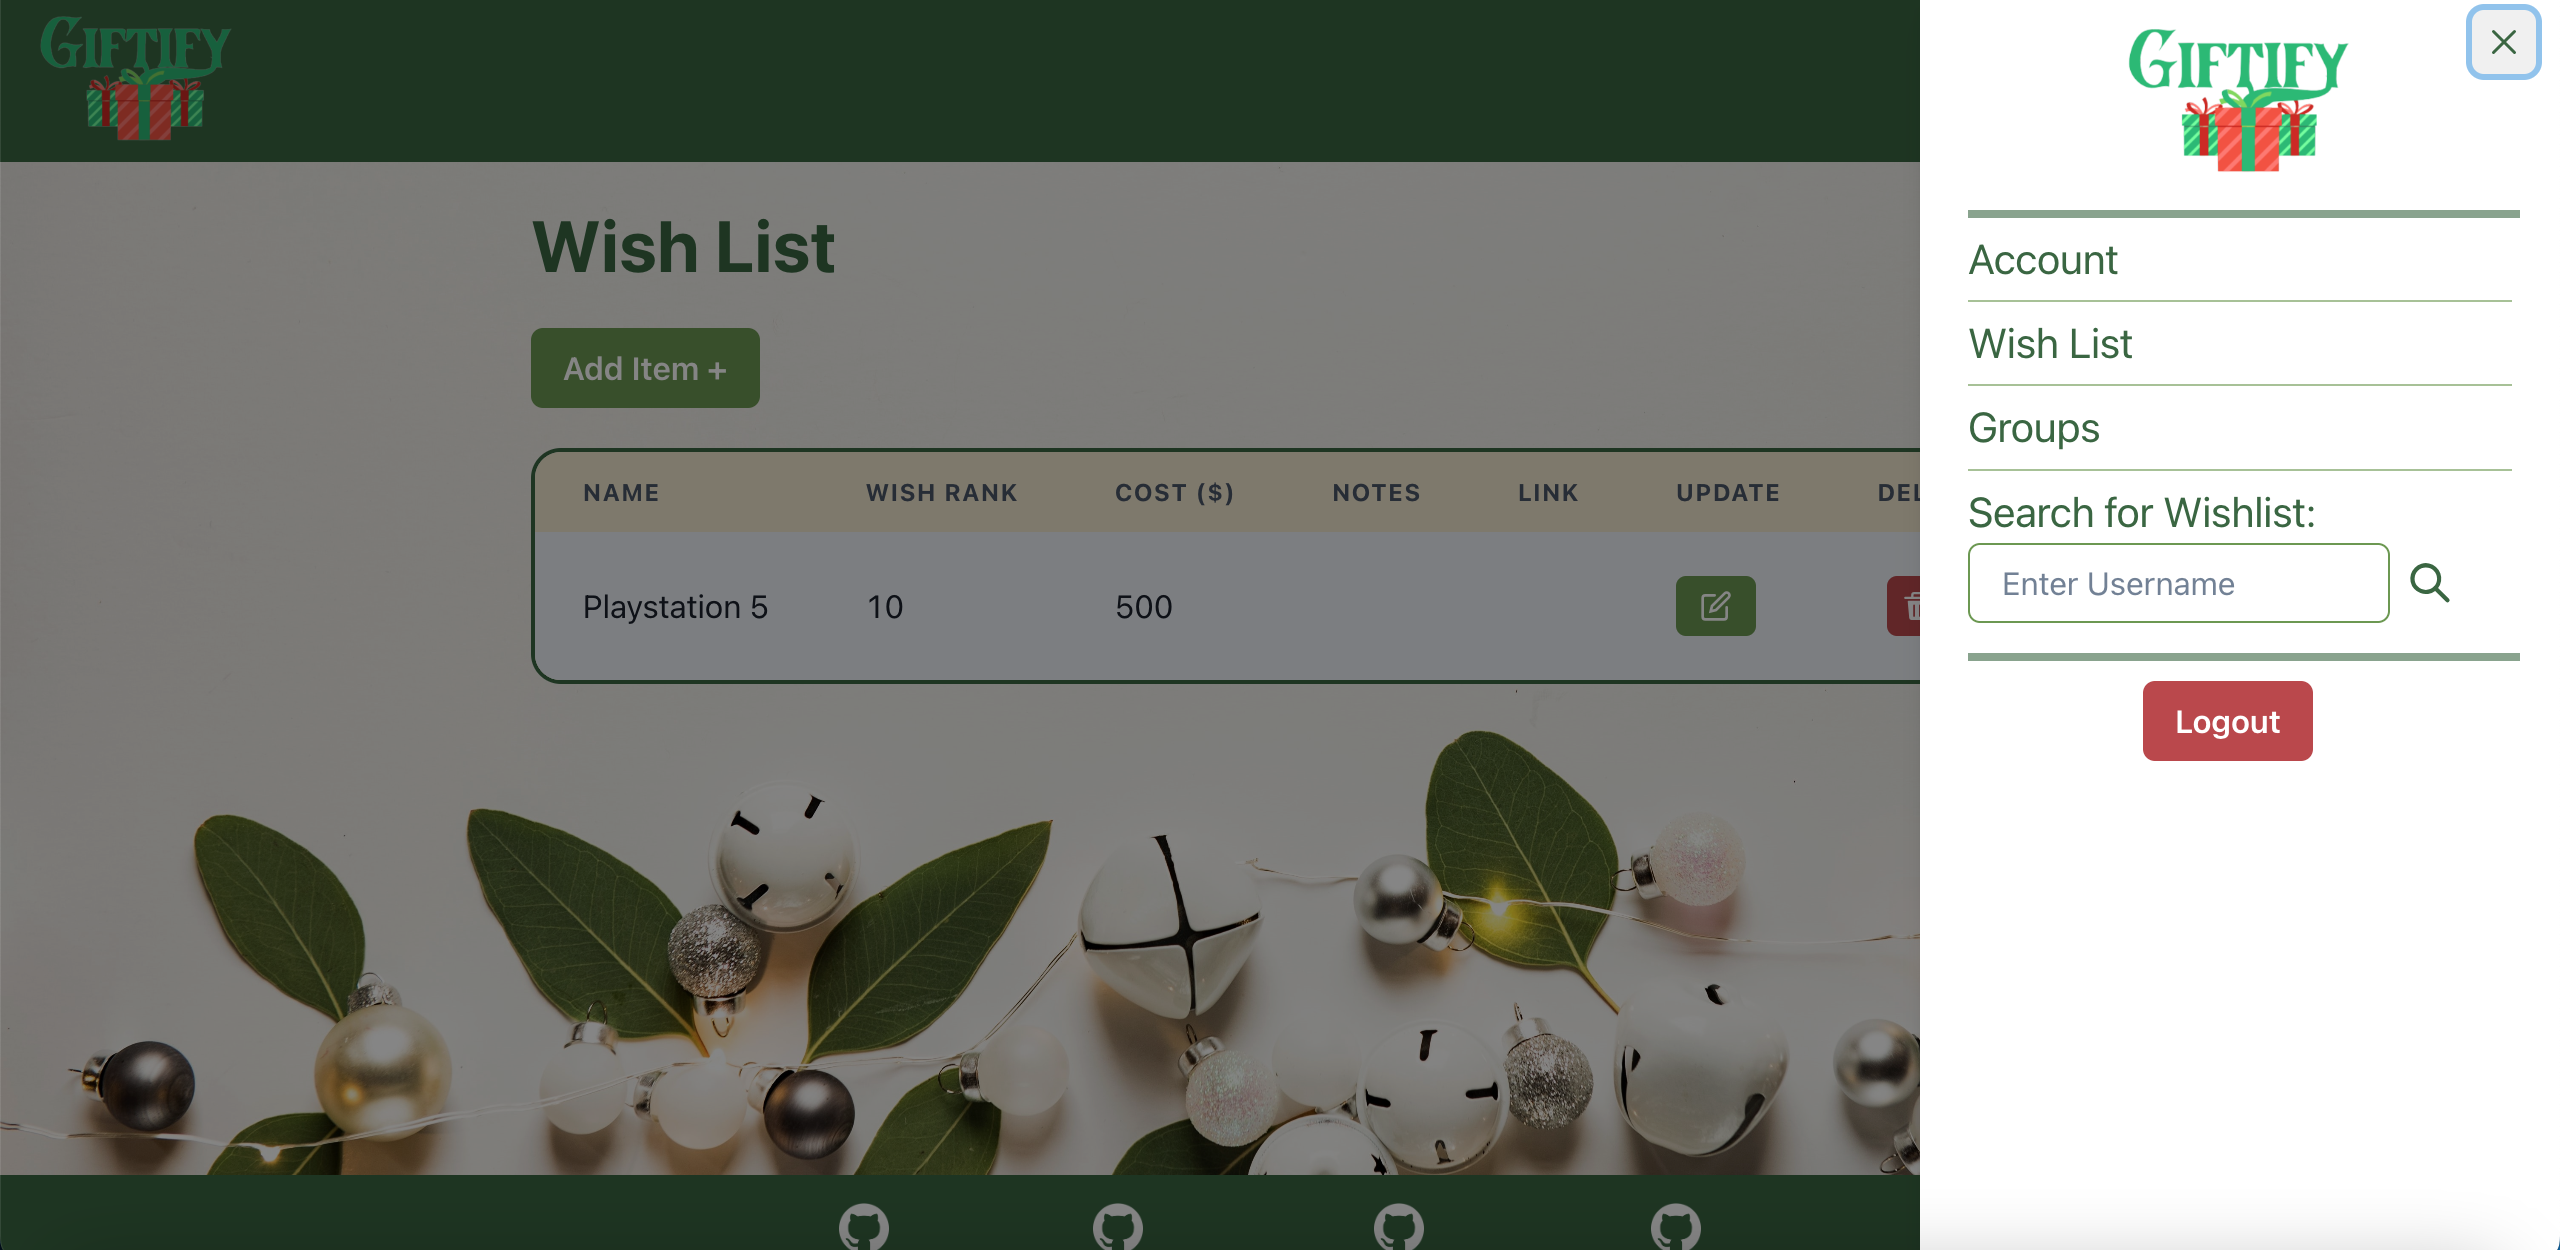 GIFTIFY
Wish List
Add Item +
NAME WISH RANK COST ($) NOTES LINK UPDATE DEL
Playstation 5 10 500
GIFTIFY
Account
Wish List
Groups
Search for Wishlist:
Enter Username
Logout